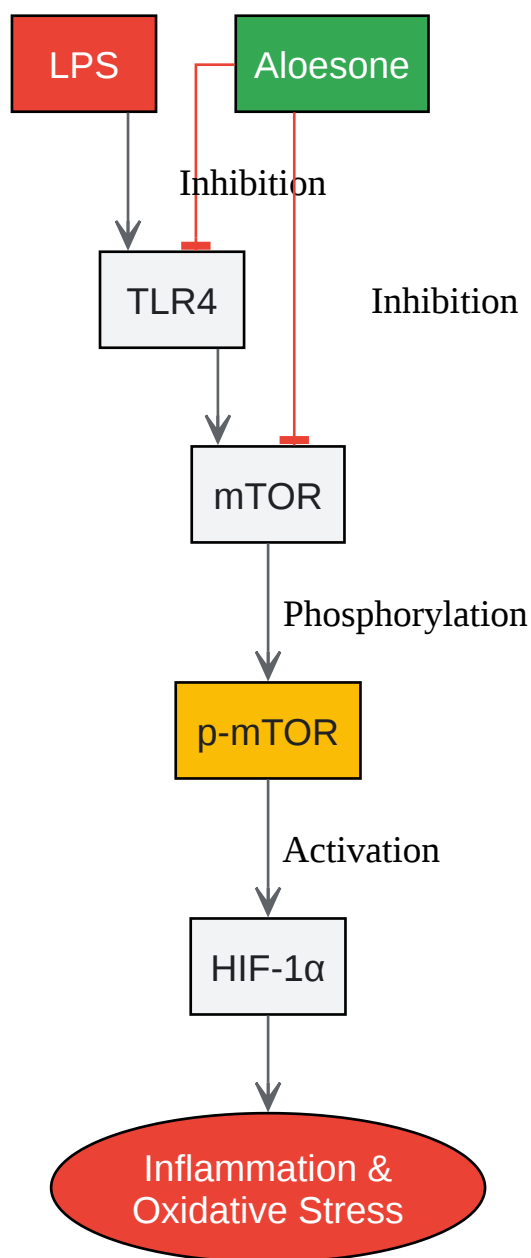 LPS
Aloesone
Inhibition
TLR4
Inhibition
mTOR
Phosphorylation
p-mTOR
Activation
HIF-1α
Inflammation &
Oxidative Stress